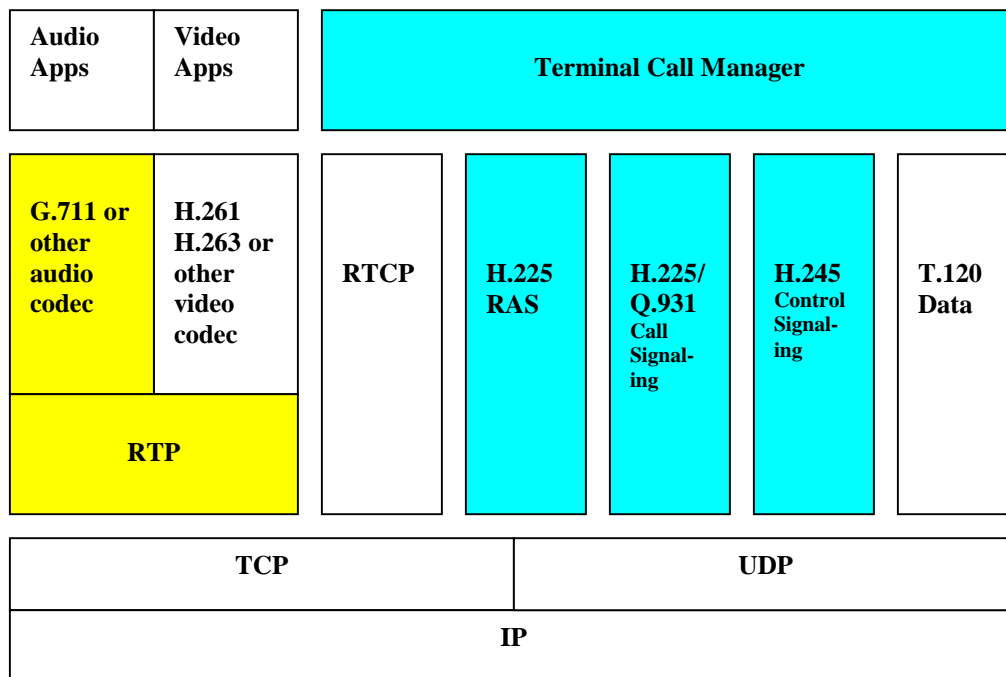 Audio
Apps
Video
Apps
Terminal Call Manager
G.711 or
other
audio
codec
H.261
H.263 or
other
video
codec
RTP
RTCP
H.225
RAS
H.225/
Q.931
Call
Signal-
ing
H.245
Control
Signal-
ing
T.120
Data
TCP
UDP
IP